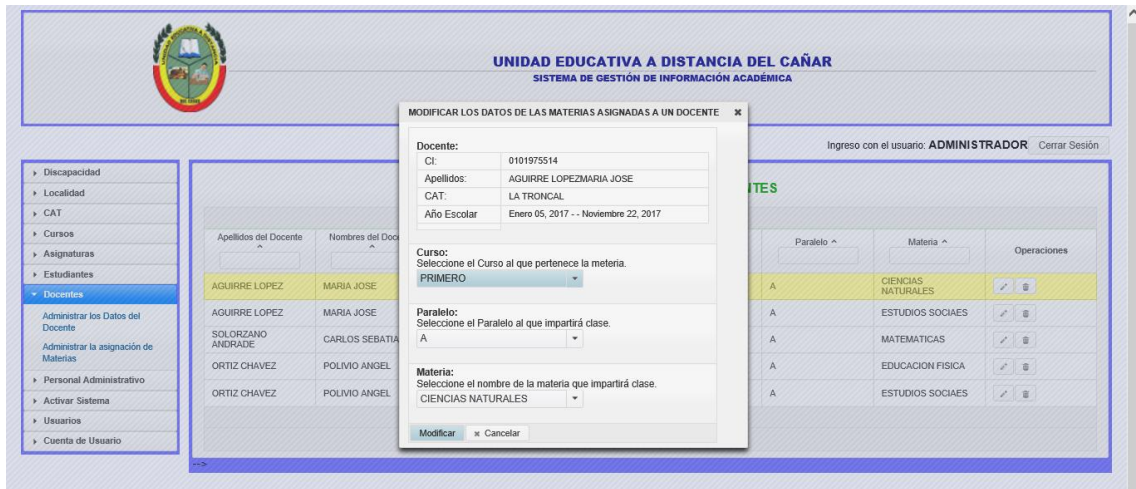 UNIDAD EDUCATIVA A DISTANCIA DEL CAÑAR
SISTEMA DE GESTIÓN DE INFORMACIÓN ACADÉMICA
Ingreso con el usuario: ADMINISTRADOR Cerrar Sesión
Discapacidad
Localidad
CAT
Cursos
Asignaturas
Estudiantes
Docentes
Administrar los Datos del
Docente
Administrar la asignación de
Materias
Personal Administrativo
Activar Sistema
Usuarios
Cuenta de Usuario
MODIFICAR LOS DATOS DE LAS MATERIAS ASIGNADAS A UN DOCENTE
Docente:
CI: 0101975514
Apellidos: AGUIRRE LOPEZMARIA JOSE
CAT: LA TRONCAL
Año Escolar Enero 05, 2017 - - Noviembre 22, 2017
Curso:
Seleccione el Curso al que pertenece la meteria.
PRIMERO
Paralelo:
Seleccione el Paralelo al que impartirá clase.
A
Materia:
Seleccione el nombre de la materia que impartirá clase.
CIENCIAS NATURALES
Modificar Cancelar
NTES
Apellidos del Docente Nombres del Doce Paralelo Materia Operaciones
AGUIRRE LOPEZ MARIA JOSE A CIENCIAS
NATURALES
AGUIRRE LOPEZ MARIA JOSE A ESTUDIOS SOCIAES
SOLORZANO
ANDRADE CARLOS SEBATIA A MATEMATICAS
ORTIZ CHAVEZ POLIVIO ANGEL A EDUCACION FISICA
ORTIZ CHAVEZ POLIVIO ANGEL A ESTUDIOS SOCIAES
-->